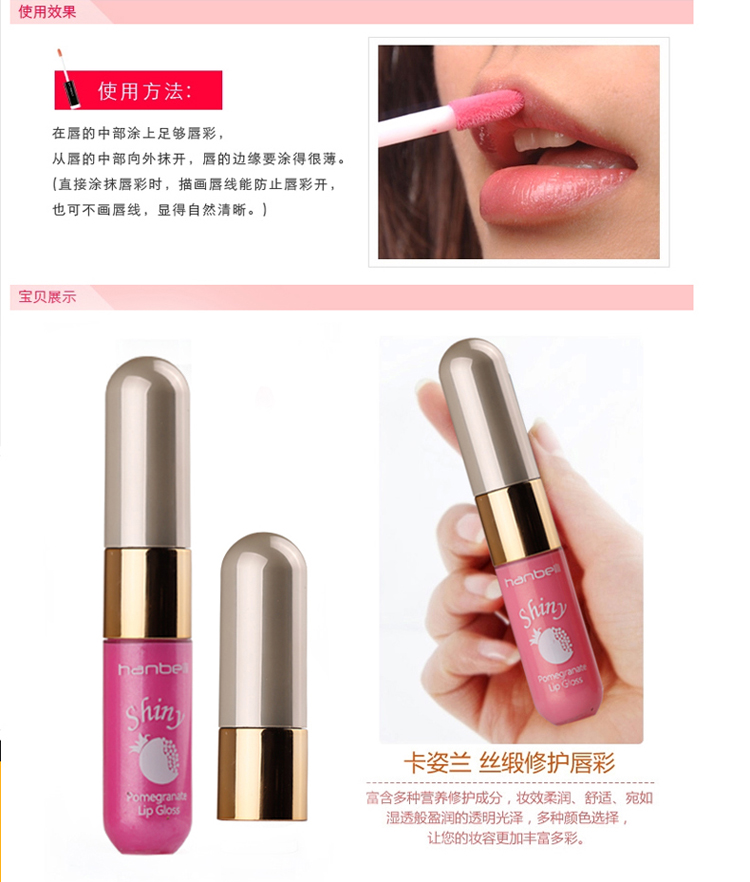 使用效果
使用方法:
在唇的中部涂上足够唇彩，
从唇的中部向外抹开，唇的边缘要涂得很薄。
(直接涂抹唇彩时，描画唇线能防止唇彩开，
也可不画唇线，显得自然清晰。)
宝贝展示
hanbelli
Shiny
Pomegranate
Lip Gloss
hanbelli
Shiny
Pomegranate
Lip Gloss
卡姿兰 丝缎修护唇彩
富含多种营养修护成分，妆效柔润、舒适、宛如
湿透般盈润的透明光泽，多种颜色选择，
让您的妆容更加丰富多彩。